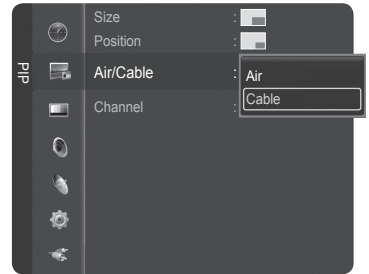 PIP
Size :
Position :
Air/Cable : Air
Cable
Channel :